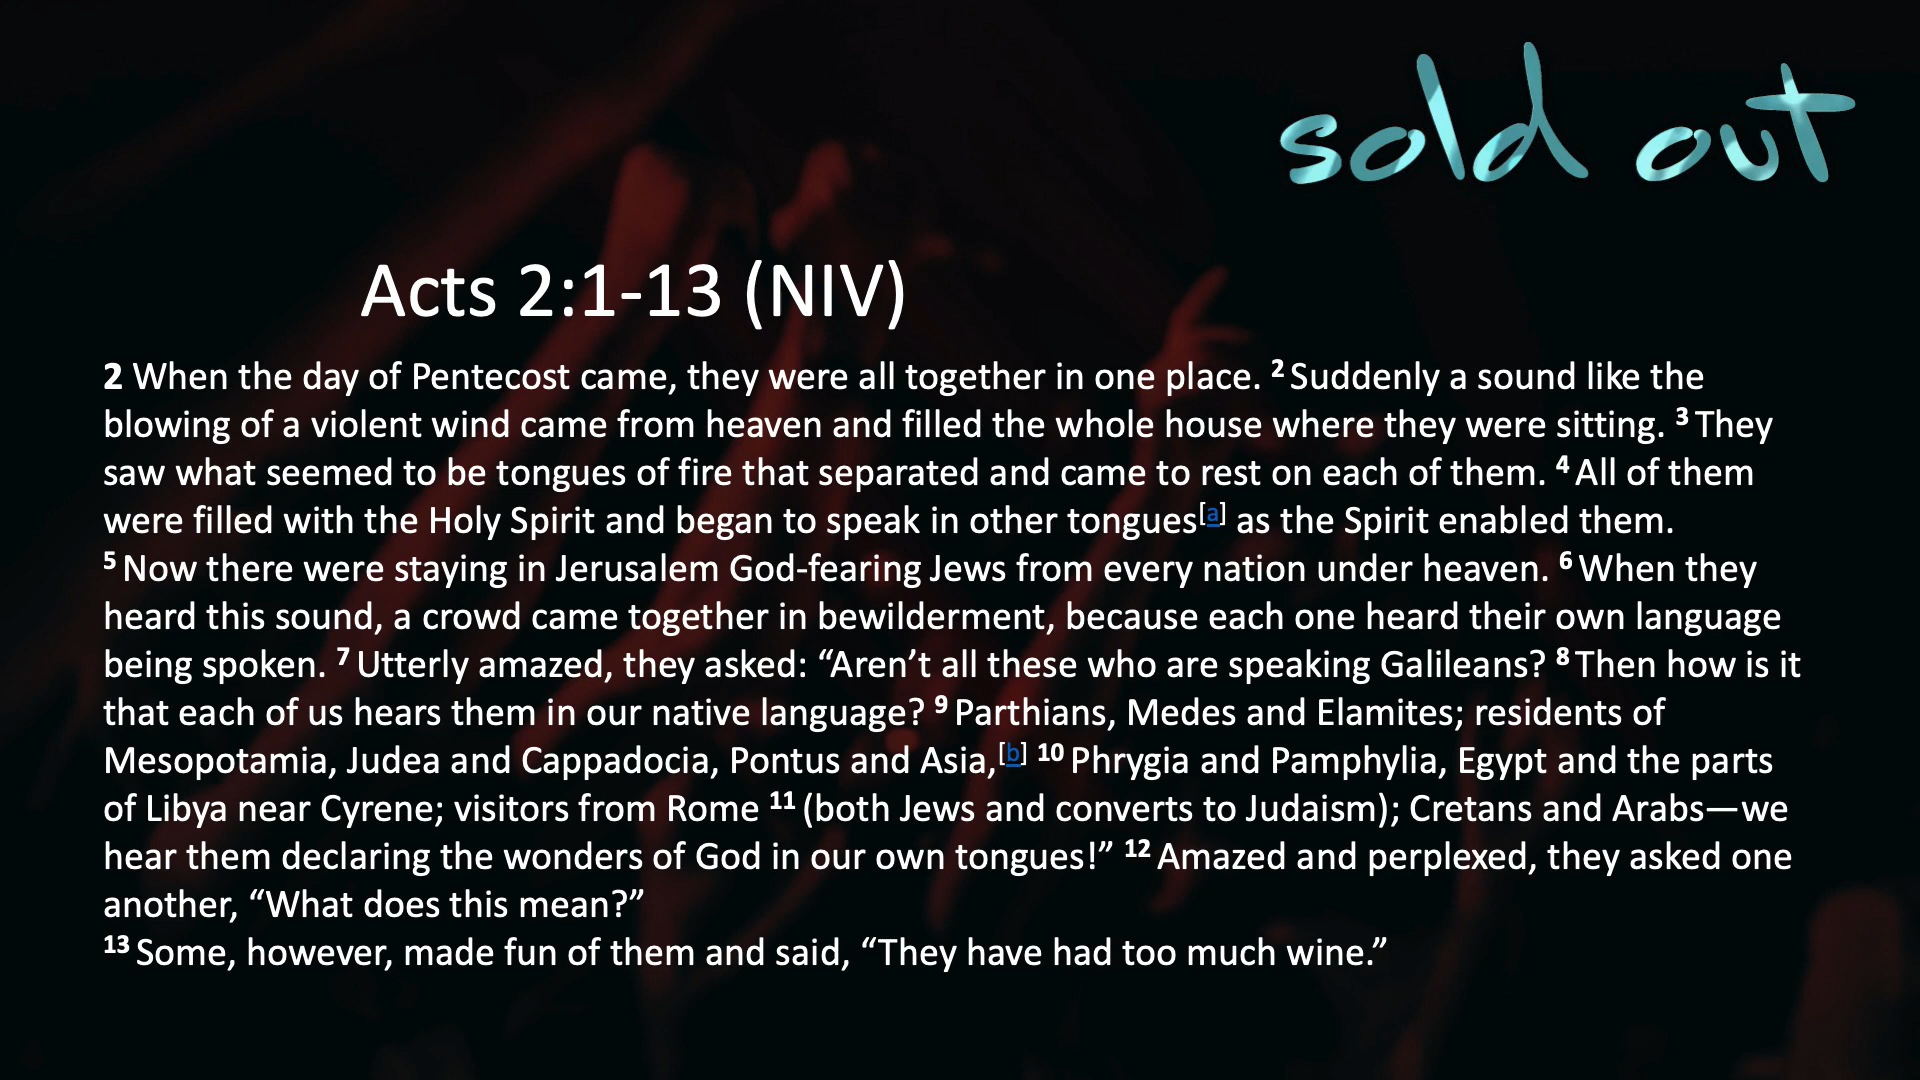 sold out
Acts 2:1-13 (NIV)
2 When the day of Pentecost came, they were all together in one place. 2 Suddenly a sound like the
blowing of a violent wind came from heaven and filled the whole house where they were sitting. 3 They
saw what seemed to be tongues of fire that separated and came to rest on each of them. 4 All of them
were filled with the Holy Spirit and began to speak in other tongues[a] as the Spirit enabled them.
5 Now there were staying in Jerusalem God-fearing Jews from every nation under heaven. 6 When they
heard this sound, a crowd came together in bewilderment, because each one heard their own language
being spoken. 7 Utterly amazed, they asked: “Aren’t all these who are speaking Galileans? 8 Then how is it
that each of us hears them in our native language? 9 Parthians, Medes and Elamites; residents of
Mesopotamia, Judea and Cappadocia, Pontus and Asia,[b] 10 Phrygia and Pamphylia, Egypt and the parts
of Libya near Cyrene; visitors from Rome 11 (both Jews and converts to Judaism); Cretans and Arabs—we
hear them declaring the wonders of God in our own tongues!” 12 Amazed and perplexed, they asked one
another, “What does this mean?”
13 Some, however, made fun of them and said, “They have had too much wine.”